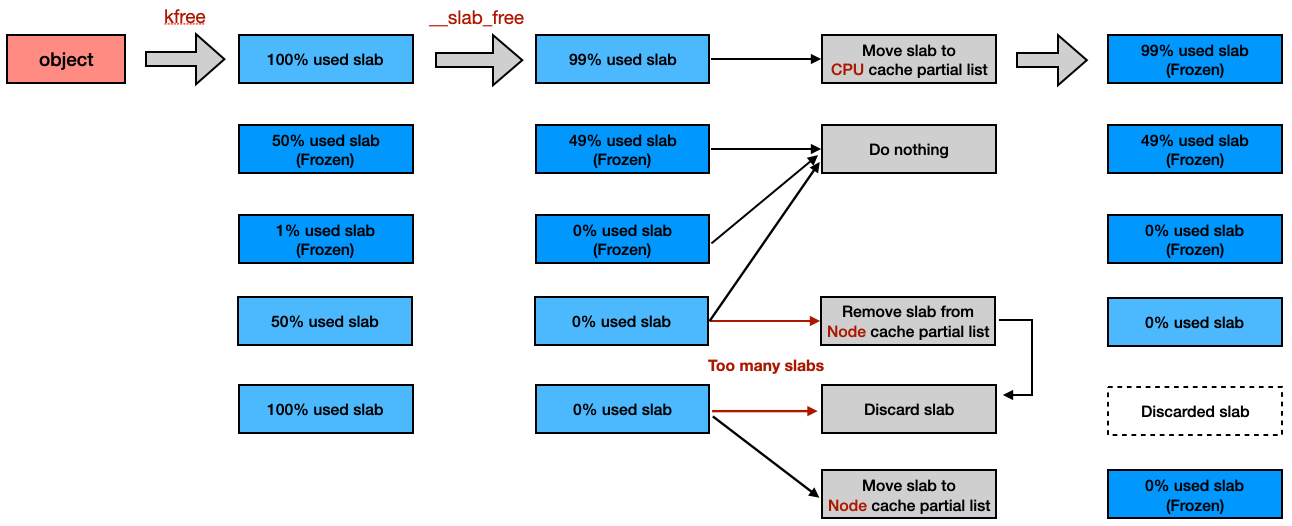 kfree
__slab_free
object
100% used slab
99% used slab
Move slab to
CPU cache partial list
99% used slab
(Frozen)
50% used slab
(Frozen)
49% used slab
(Frozen)
Do nothing
49% used slab
(Frozen)
1% used slab
(Frozen)
0% used slab
(Frozen)
0% used slab
(Frozen)
50% used slab
0% used slab
Remove slab from
Node cache partial list
0% used slab
Too many slabs
100% used slab
0% used slab
Discard slab
Discarded slab
Move slab to
Node cache partial list
0% used slab
(Frozen)